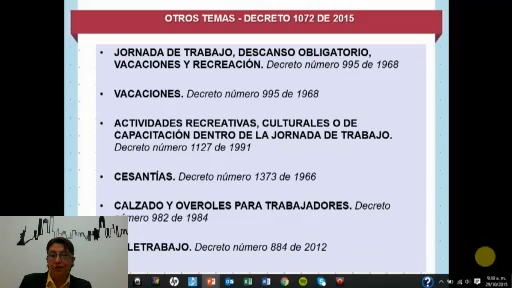 OTROS TEMAS - DECRETO 1072 DE 2015
• JORNADA DE TRABAJO, DESCANSO OBLIGATORIO,
VACACIONES Y RECREACIÓN. Decreto número 995 de 1968
• VACACIONES. Decreto número 995 de 1968
• ACTIVIDADES RECREATIVAS, CULTURALES O DE
CAPACITACIÓN DENTRO DE LA JORNADA DE TRABAJO.
Decreto número 1127 de 1991
• CESANTÍAS. Decreto número 1373 de 1966
• CALZADO Y OVEROLES PARA TRABAJADORES. Decreto
número 982 de 1984
LETRABAJO. Decreto número 884 de 2012